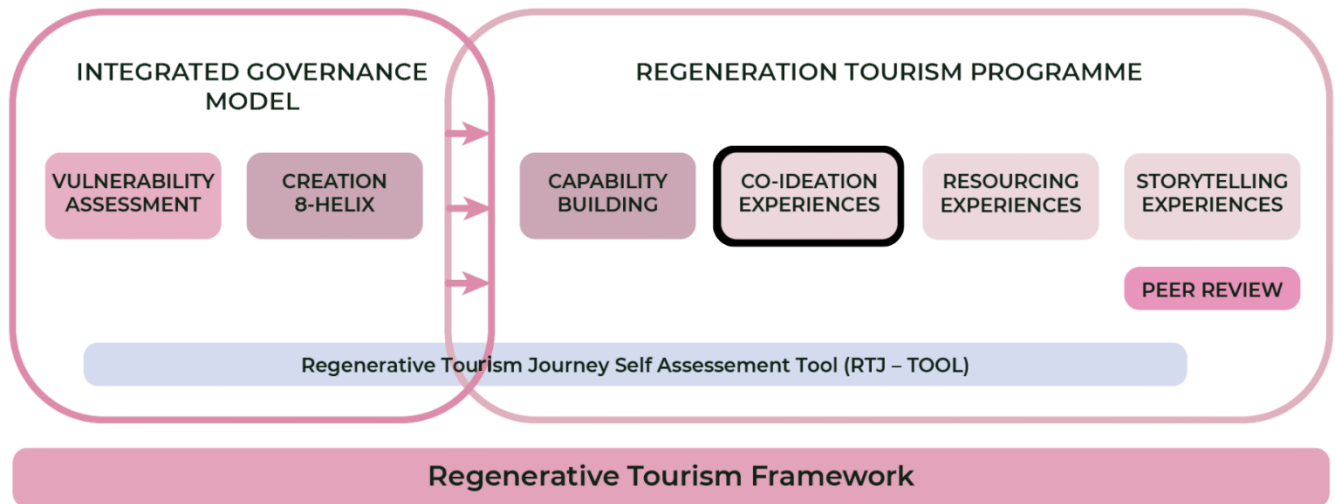 INTEGRATED GOVERNANCE
MODEL
REGENERATION TOURISM PROGRAMME
VULNERABILITY
ASSESSMENT
CREATION
8-HELIX
CAPABILITY
BUILDING
CO-IDEATION
EXPERIENCES
RESOURCING
EXPERIENCES
STORYTELLING
EXPERIENCES
PEER REVIEW
Regenerative Tourism Journey Self Assessement Tool (RTJ – TOOL)
Regenerative Tourism Framework